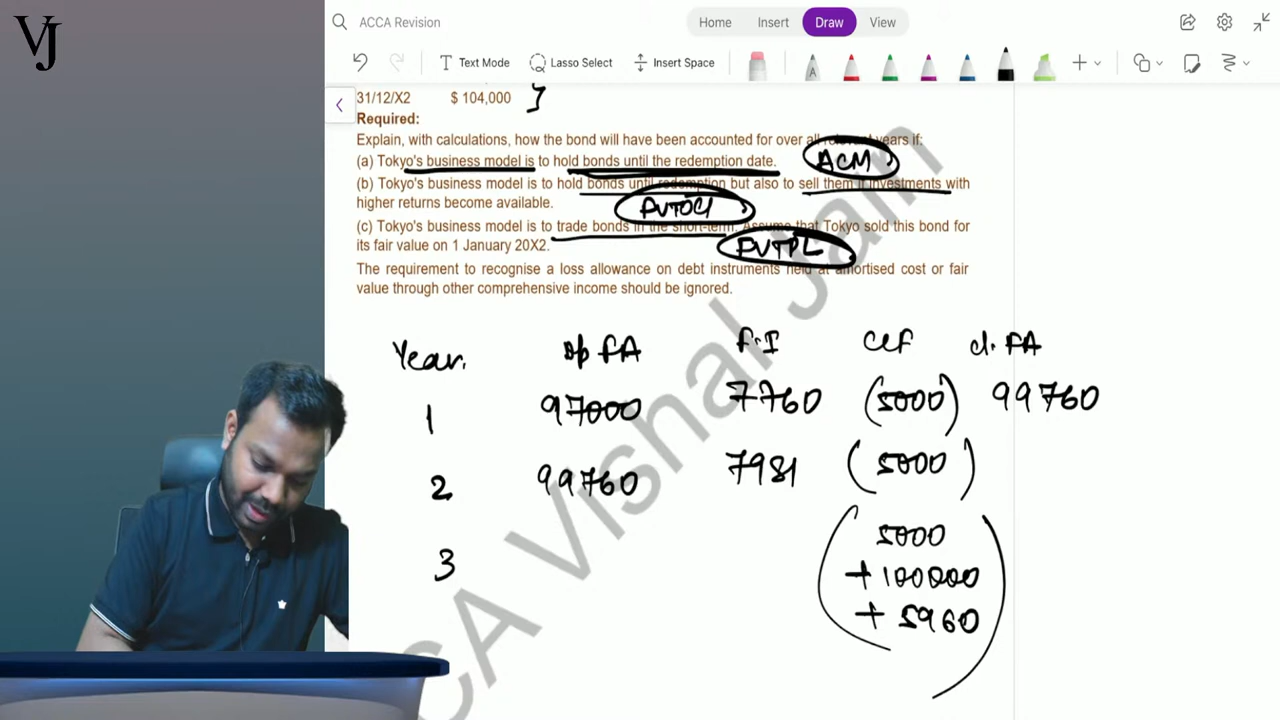 VJ
ACCA Revision
Home Insert Draw View
Text Mode Lasso Select Insert Space
31/12/X2 $ 104,000
Required:
Explain, with calculations, how the bond will have been accounted for over all relevant years if:
(a) Tokyo's business model is to hold bonds until the redemption date. ACM
(b) Tokyo's business model is to hold bonds until redemption but also to sell them if investments with
higher returns become available. FVTOCI
(c) Tokyo's business model is to trade bonds in the short-term. Assume that Tokyo sold this bond for
its fair value on 1 January 20X2. FVTPL
The requirement to recognise a loss allowance on debt instruments held at amortised cost or fair
value through other comprehensive income should be ignored.
Year. op FA F.I CCF cl. FA
1 97000 7760 (5000) 99760
2 99760 7981 (5000)
3 (5000
+100000
+5960)
ACCA Vishal Jain